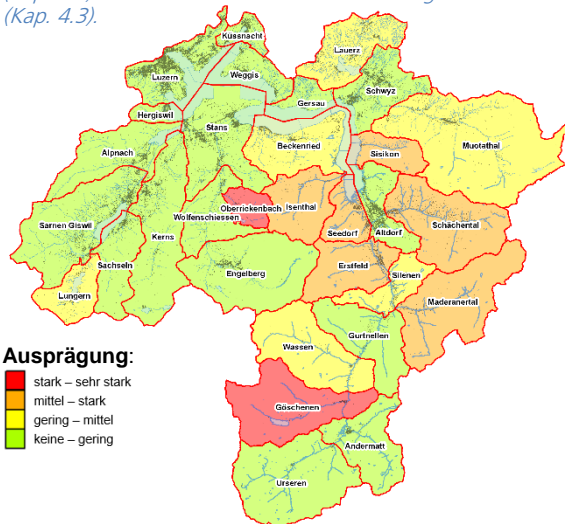 (Kap. 4.3).
Küssnacht
Lauerz
Luzern
Weggis
Schwyz
Gersau
Hergiswil
Stans
Beckenried
Sisikon
Muotathal
Alpnach
Oberrickenbach
Isenthal
Wolfenschiessen
Schächental
Sarnen Giswil
Kerns
Seedorf
Altdorf
Sachseln
Engelberg
Erstfeld
Silenen
Lungern
Maderanertal
Gurtnellen
Wassen
Ausprägung:
stark – sehr stark
mittel – stark
gering – mittel
keine – gering
Göschenen
Andermatt
Urseren